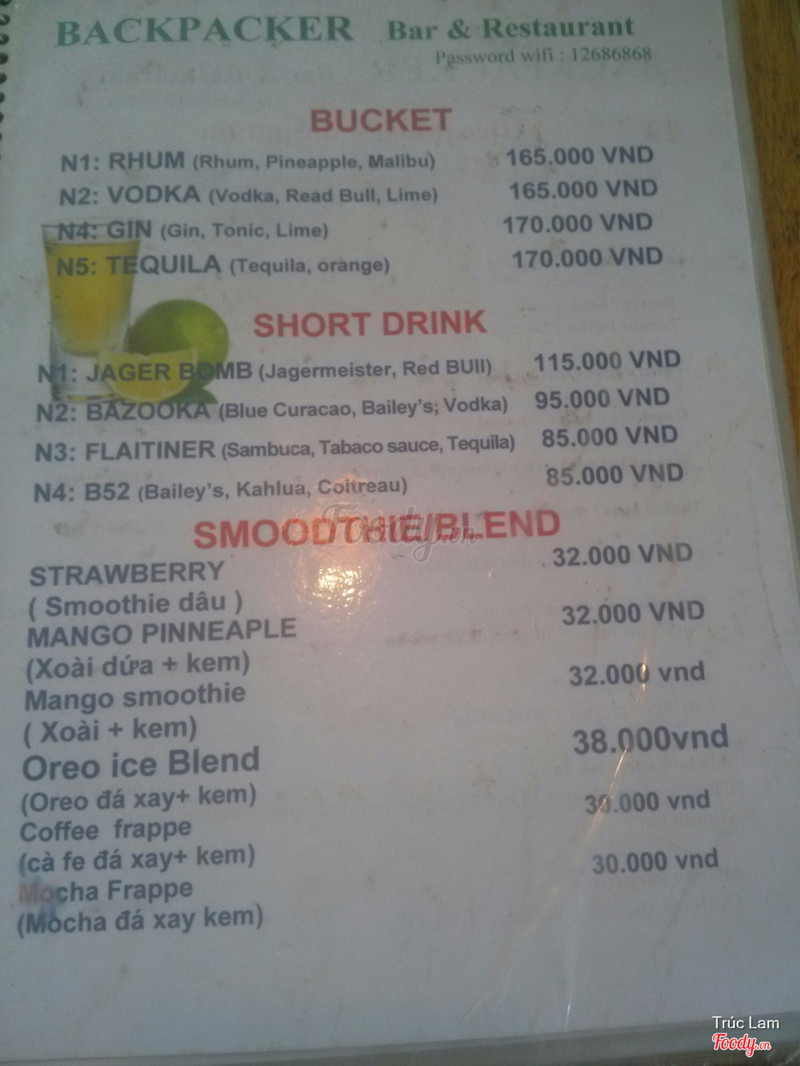 BACKPACKER Bar & Restaurant
Password wifi : 12686868
BUCKET
N1: RHUM (Rhum, Pineapple, Malibu) 165.000 VND
N2: VODKA (Vodka, Read Bull, Lime) 165.000 VND
N4: GIN (Gin, Tonic, Lime) 170.000 VND
N5: TEQUILA (Tequila, orange) 170.000 VND
SHORT DRINK
N1: JAGER BOMB (Jagermeister, Red BUll) 115.000 VND
N2: BAZOOKA (Blue Curacao, Bailey's, Vodka) 95.000 VND
N3: FLAITINER (Sambuca, Tabaco sauce, Tequila) 85.000 VND
N4: B52 (Bailey's, Kahlua, Coitreau) 85.000 VND
SMOODTHIE/BLEND
STRAWBERRY 32.000 VND
( Smoothie dâu )
MANGO PINNEAPLE 32.000 VND
(Xoài dứa + kem)
Mango smoothie 32.000 vnd
( Xoài + kem)
Oreo ice Blend 38.000vnd
(Oreo đá xay+ kem)
Coffee frappe 30.000 vnd
(cà fe đá xay+ kem)
Mocha Frappe 30.000 vnd
(Mocha đá xay kem)
Foody.vn
Trúc Lam
Foody.vn